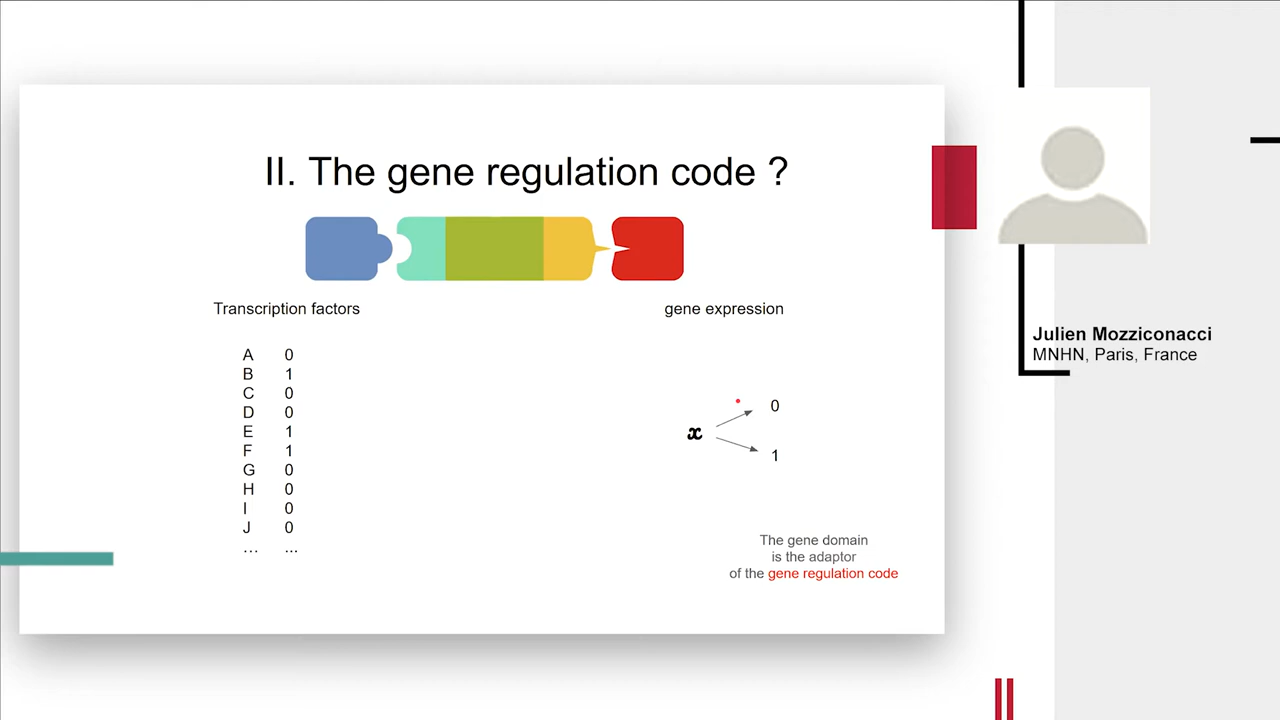 II. The gene regulation code ?
Transcription factors
gene expression
A 0
B 1
C 0
D 0
E 1
F 1
G 0
H 0
I 0
J 0
... ...
x
0
1
The gene domain
is the adaptor
of the gene regulation code
Julien Mozziconacci
MNHN, Paris, France